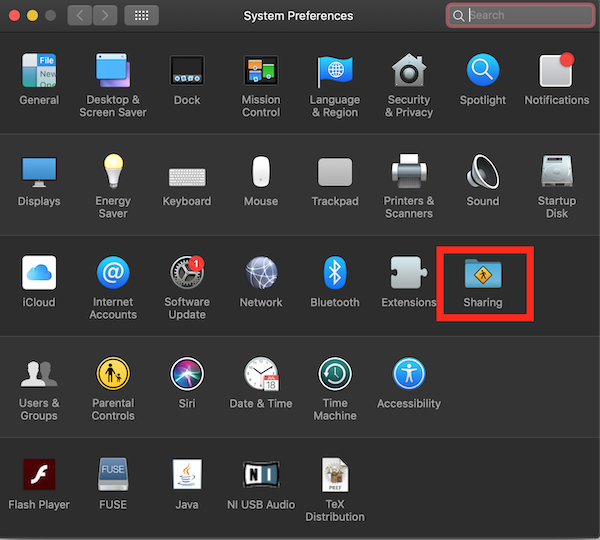 System Preferences
Search
File
New
Ope
General
Desktop &
Screen Saver
Dock
Mission
Control
Language
& Region
Security
& Privacy
Spotlight
Notifications
Displays
Energy
Saver
Keyboard
Mouse
Trackpad
Printers &
Scanners
Sound
Startup
Disk
iCloud
@
Internet
Accounts
1
Software
Update
Network
Bluetooth
Extensions
Sharing
Users &
Groups
Parental
Controls
Siri
JUL
18
Date & Time
Time
Machine
Accessibility
Flash Player
FUSE
FUSE
Java
Java
NI
NI USB Audio
PREF
TeX
Distribution